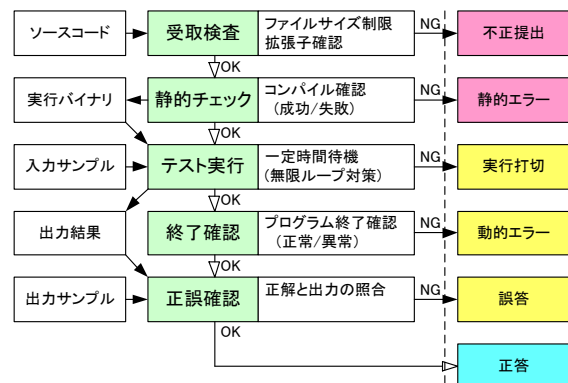 ソースコード
受取検査
ファイルサイズ制限
拡張子確認
NG
不正提出
OK
実行バイナリ
静的チェック
コンパイル確認
(成功/失敗)
NG
静的エラー
OK
入力サンプル
テスト実行
一定時間待機
(無限ループ対策)
NG
実行打切
OK
出力結果
終了確認
プログラム終了確認
(正常/異常)
NG
動的エラー
OK
出力サンプル
正誤確認
正解と出力の照合
NG
誤答
OK
正答